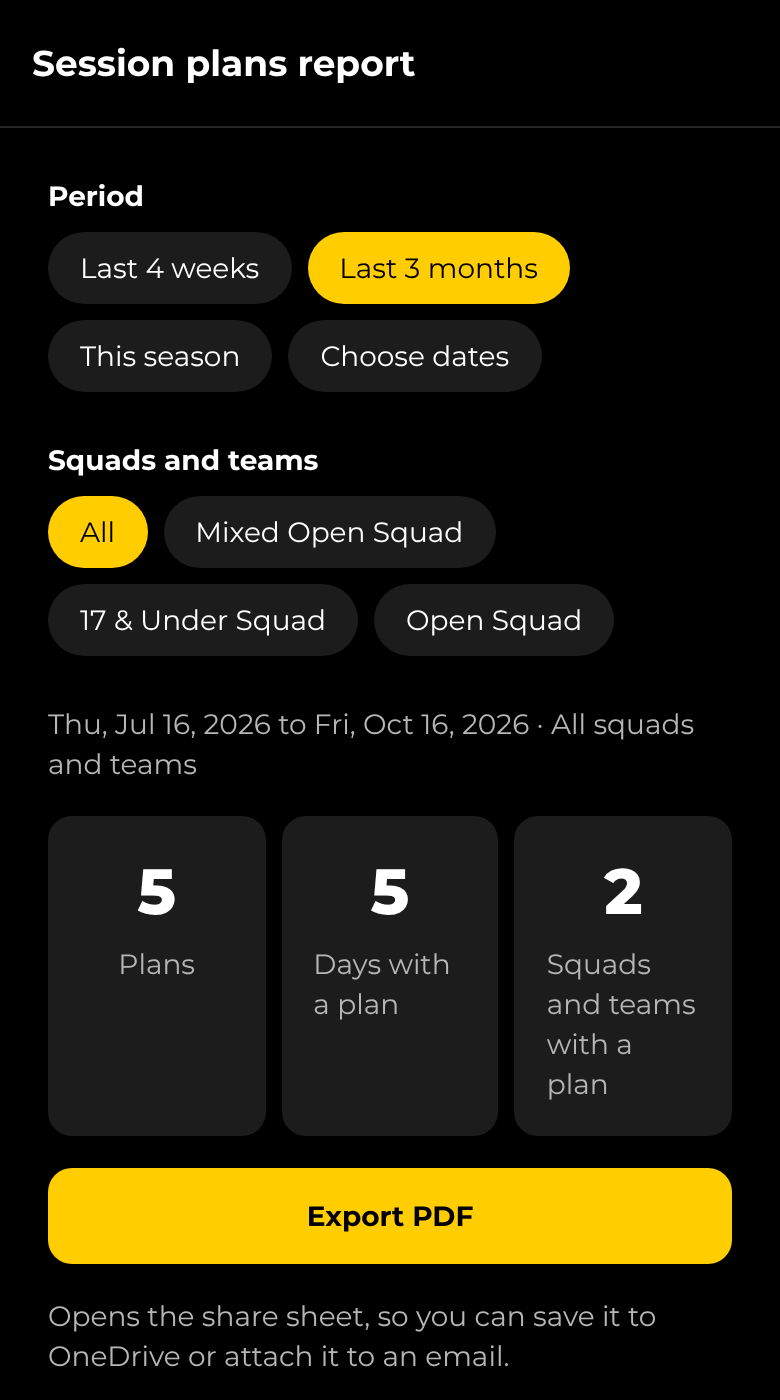 Session plans report
Period
Last 4 weeks
Last 3 months
This season
Choose dates
Squads and teams
All
Mixed Open Squad
17 & Under Squad
Open Squad
Thu, Jul 16, 2026 to Fri, Oct 16, 2026 · All squads
and teams
5
Plans
5
Days with
a plan
2
Squads
and teams
with a
plan
Export PDF
Opens the share sheet, so you can save it to
OneDrive or attach it to an email.